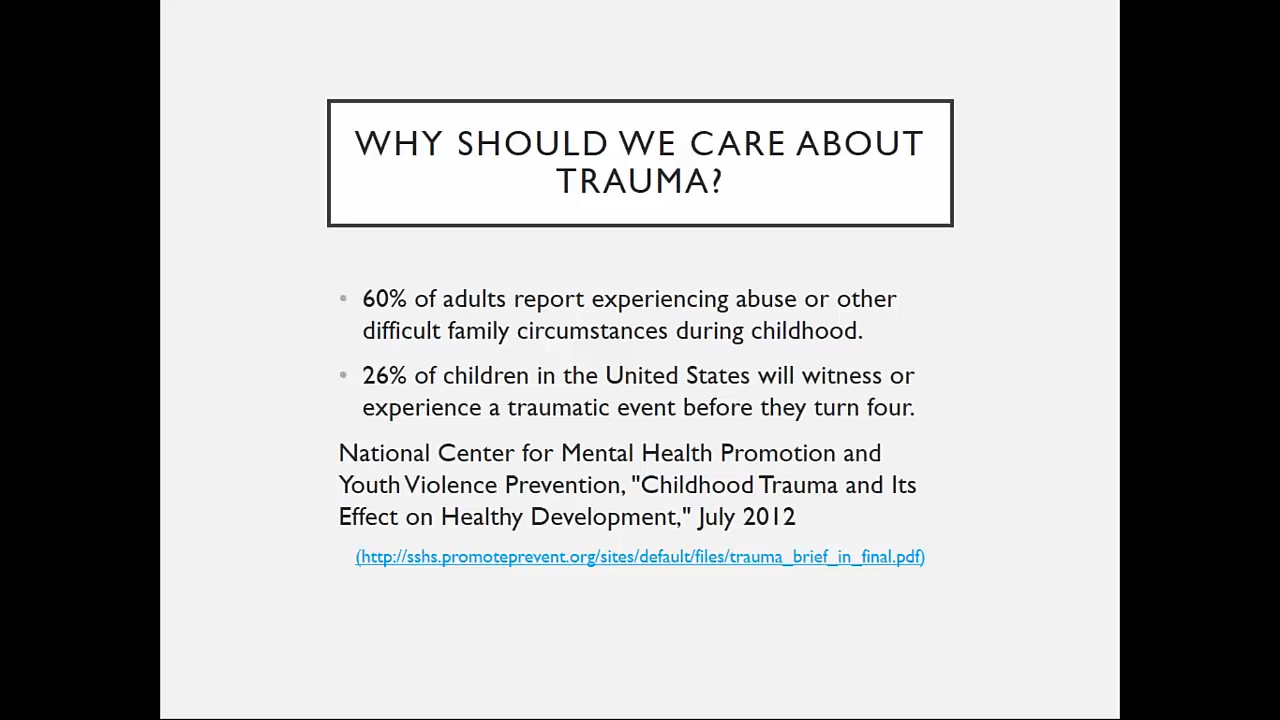 WHY SHOULD WE CARE ABOUT
TRAUMA?
• 60% of adults report experiencing abuse or other
difficult family circumstances during childhood.
• 26% of children in the United States will witness or
experience a traumatic event before they turn four.
National Center for Mental Health Promotion and
Youth Violence Prevention, "Childhood Trauma and Its
Effect on Healthy Development," July 2012
(http://sshs.promoteprevent.org/sites/default/files/trauma_brief_in_final.pdf)